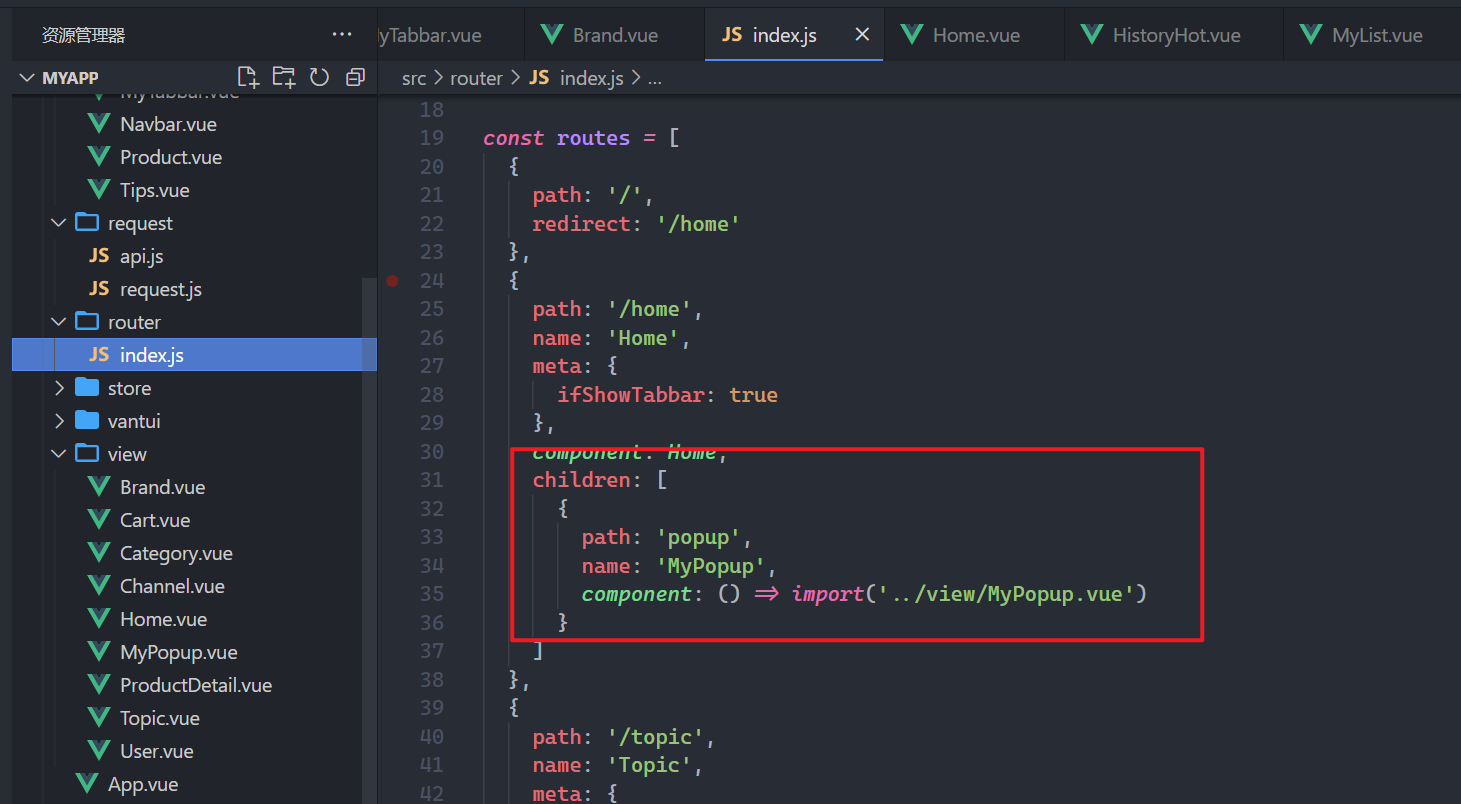 资源管理器 ···
yTabbar.vue Brand.vue JS index.js × Home.vue HistoryHot.vue MyList.vue
MYAPP
src > router > JS index.js > ...
MyTabbar.vue
Navbar.vue
Product.vue
Tips.vue
request
JS api.js
JS request.js
router
JS index.js
store
vantui
view
Brand.vue
Cart.vue
Category.vue
Channel.vue
Home.vue
MyPopup.vue
ProductDetail.vue
Topic.vue
User.vue
App.vue
18
19 const routes = [
20 {
21 path: '/',
22 redirect: '/home'
23 },
24 {
25 path: '/home',
26 name: 'Home',
27 meta: {
28 ifShowTabbar: true
29 },
30 component: Home,
31 children: [
32 {
33 path: 'popup',
34 name: 'MyPopup',
35 component: () => import('../view/MyPopup.vue')
36 }
37 ]
38 },
39 {
40 path: '/topic',
41 name: 'Topic',
42 meta: {